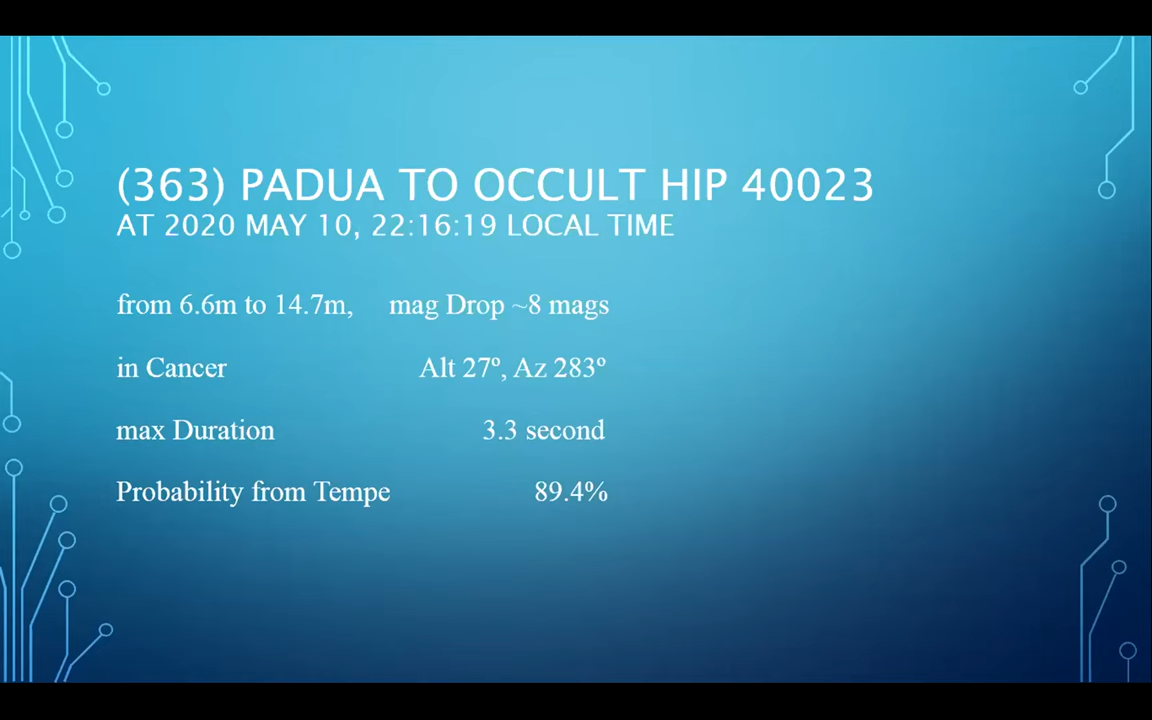 (363) PADUA TO OCCULT HIP 40023
AT 2020 MAY 10, 22:16:19 LOCAL TIME
from 6.6m to 14.7m, mag Drop ~8 mags
in Cancer Alt 27º, Az 283º
max Duration 3.3 second
Probability from Tempe 89.4%